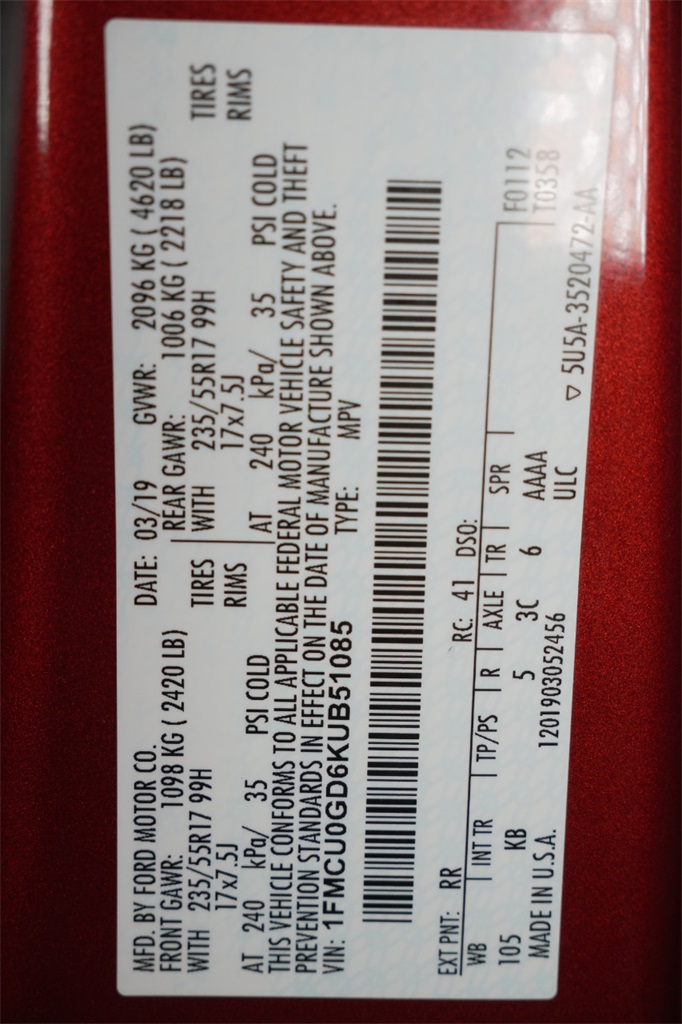 MFD. BY FORD MOTOR CO. DATE: 03/19 GVWR: 2096 KG ( 4620 LB)
FRONT GAWR: 1098 KG ( 2420 LB) REAR GAWR: 1006 KG ( 2218 LB)
WITH 235/55R17 99H TIRES WITH 235/55R17 99H TIRES
17x7.5J RIMS 17x7.5J RIMS
AT 240 kPa/ 35 PSI COLD AT 240 kPa/ 35 PSI COLD
THIS VEHICLE CONFORMS TO ALL APPLICABLE FEDERAL MOTOR VEHICLE SAFETY AND THEFT
PREVENTION STANDARDS IN EFFECT ON THE DATE OF MANUFACTURE SHOWN ABOVE.
VIN: 1FMCU0GD6KUB51085 TYPE: MPV
EXT PNT: RR RC: 41 DSO:
WB INT TR TP/PS R AXLE TR SPR F0112
105 KB 5 3C 6 AAAA T0358
MADE IN U.S.A. 1201903052456 ULC ▽ 5U5A-3520472-AA